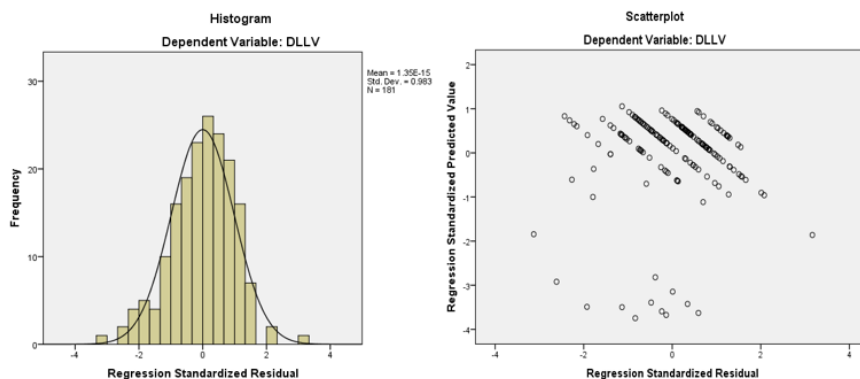 Histogram
Dependent Variable: DLLV
Mean = 1.35E-15
Std. Dev. = 0.983
N = 181
Frequency
30
20
10
0
-4 -2 0 2 4
Regression Standardized Residual
Scatterplot
Dependent Variable: DLLV
Regression Standardized Predicted Value
2
1
0
-1
-2
-3
-4
-4 -2 0 2 4
Regression Standardized Residual